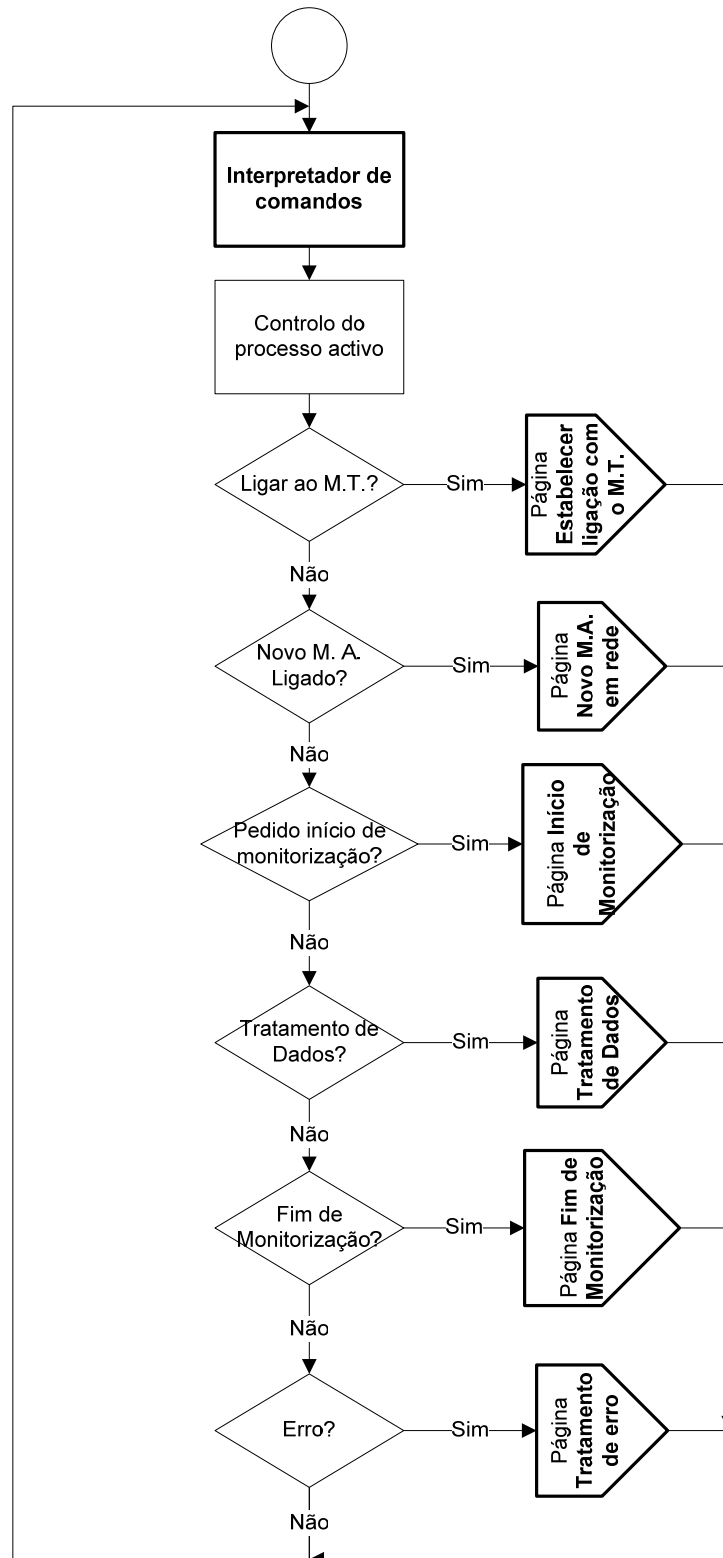 Interpretador de
comandos
Controlo do
processo activo
Ligar ao M.T.?
Sim
Página
Estabelecer
ligação com
o M.T.
Não
Novo M. A.
Ligado?
Sim
Página
Novo M.A.
em rede
Não
Pedido início de
monitorização?
Sim
Página Início
de
Monitorização
Não
Tratamento de
Dados?
Sim
Página
Tratamento
de Dados
Não
Fim de
Monitorização?
Sim
Página Fim de
Monitorização
Não
Erro?
Sim
Página
Tratamento
de erro
Não